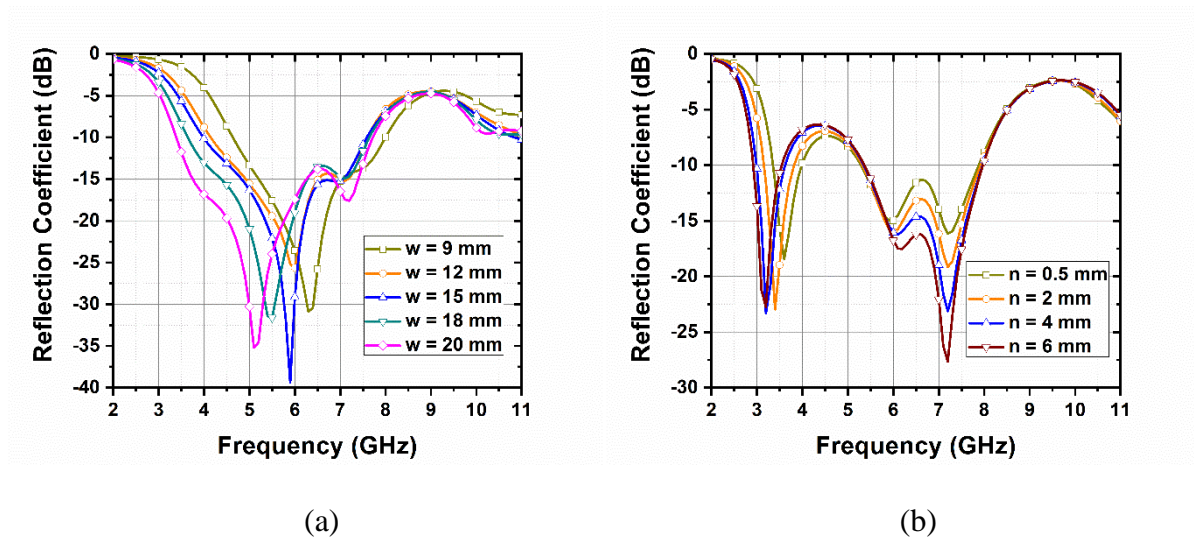 Reflection Coefficient (dB)
0
-5
-10
-15
-20
-25
-30
-35
-40
w = 9 mm
w = 12 mm
w = 15 mm
w = 18 mm
w = 20 mm
2 3 4 5 6 7 8 9 10 11
Frequency (GHz)
(a)
Reflection Coefficient (dB)
0
-5
-10
-15
-20
-25
-30
n = 0.5 mm
n = 2 mm
n = 4 mm
n = 6 mm
2 3 4 5 6 7 8 9 10 11
Frequency (GHz)
(b)